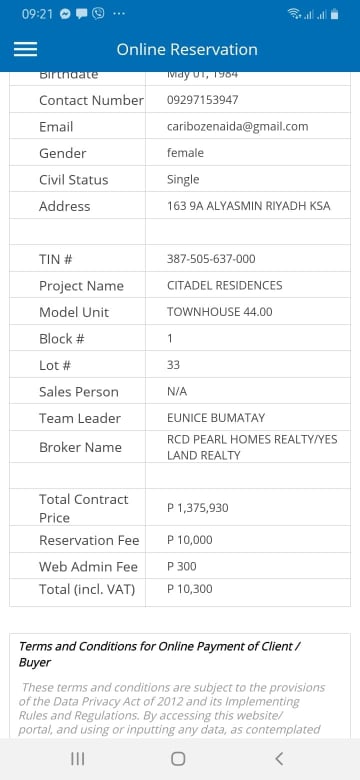 09:21 ...
Online Reservation
Birthdate May 01, 1984
Contact Number 09297153947
Email caribozenaida@gmail.com
Gender female
Civil Status Single
Address 163 9A ALYASMIN RIYADH KSA
TIN # 387-505-637-000
Project Name CITADEL RESIDENCES
Model Unit TOWNHOUSE 44.00
Block # 1
Lot # 33
Sales Person N/A
Team Leader EUNICE BUMATAY
Broker Name RCD PEARL HOMES REALTY/YES
LAND REALTY
Total Contract
Price P 1,375,930
Reservation Fee P 10,000
Web Admin Fee P 300
Total (incl. VAT) P 10,300
Terms and Conditions for Online Payment of Client /
Buyer
These terms and conditions are subject to the provisions
of the Data Privacy Act of 2012 and its Implementing
Rules and Regulations. By accessing this website/
portal, and using or inputting any data, as contemplated